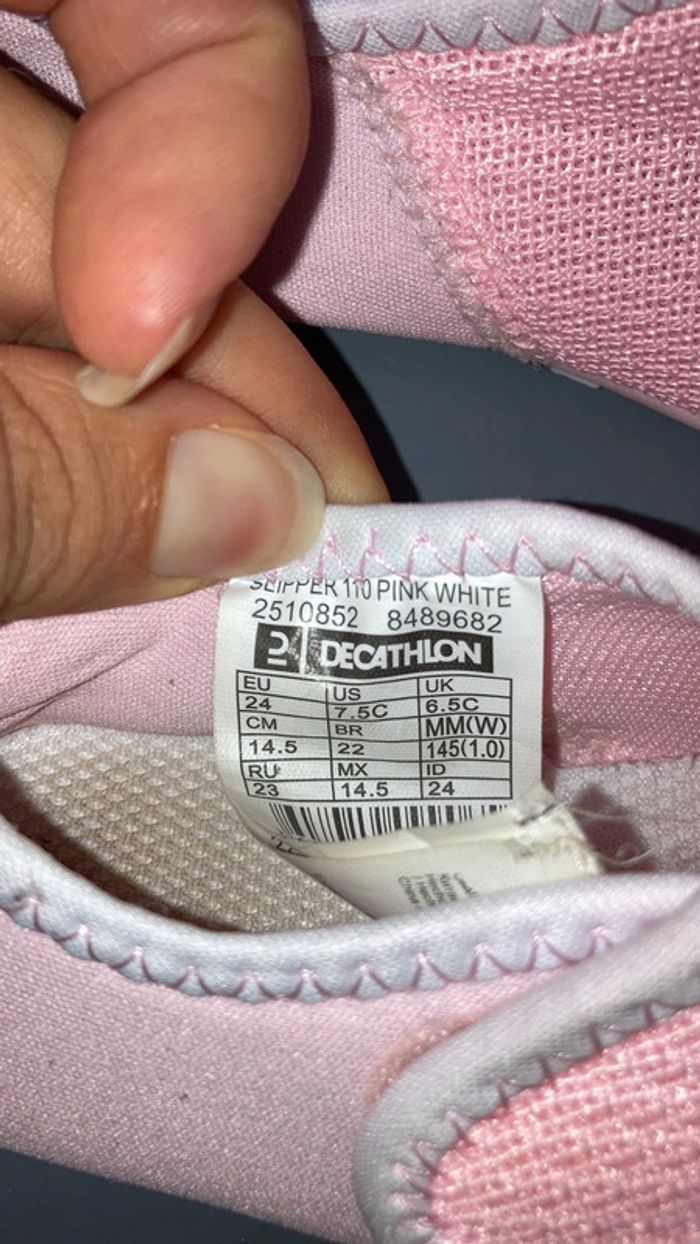 SLIPPER 110 PINK WHITE
2510852 8489682
DECATHLON
EU US UK
24 7.5C 6.5C
CM BR MM(W)
14.5 22 145(1.0)
RU MX ID
23 14.5 24